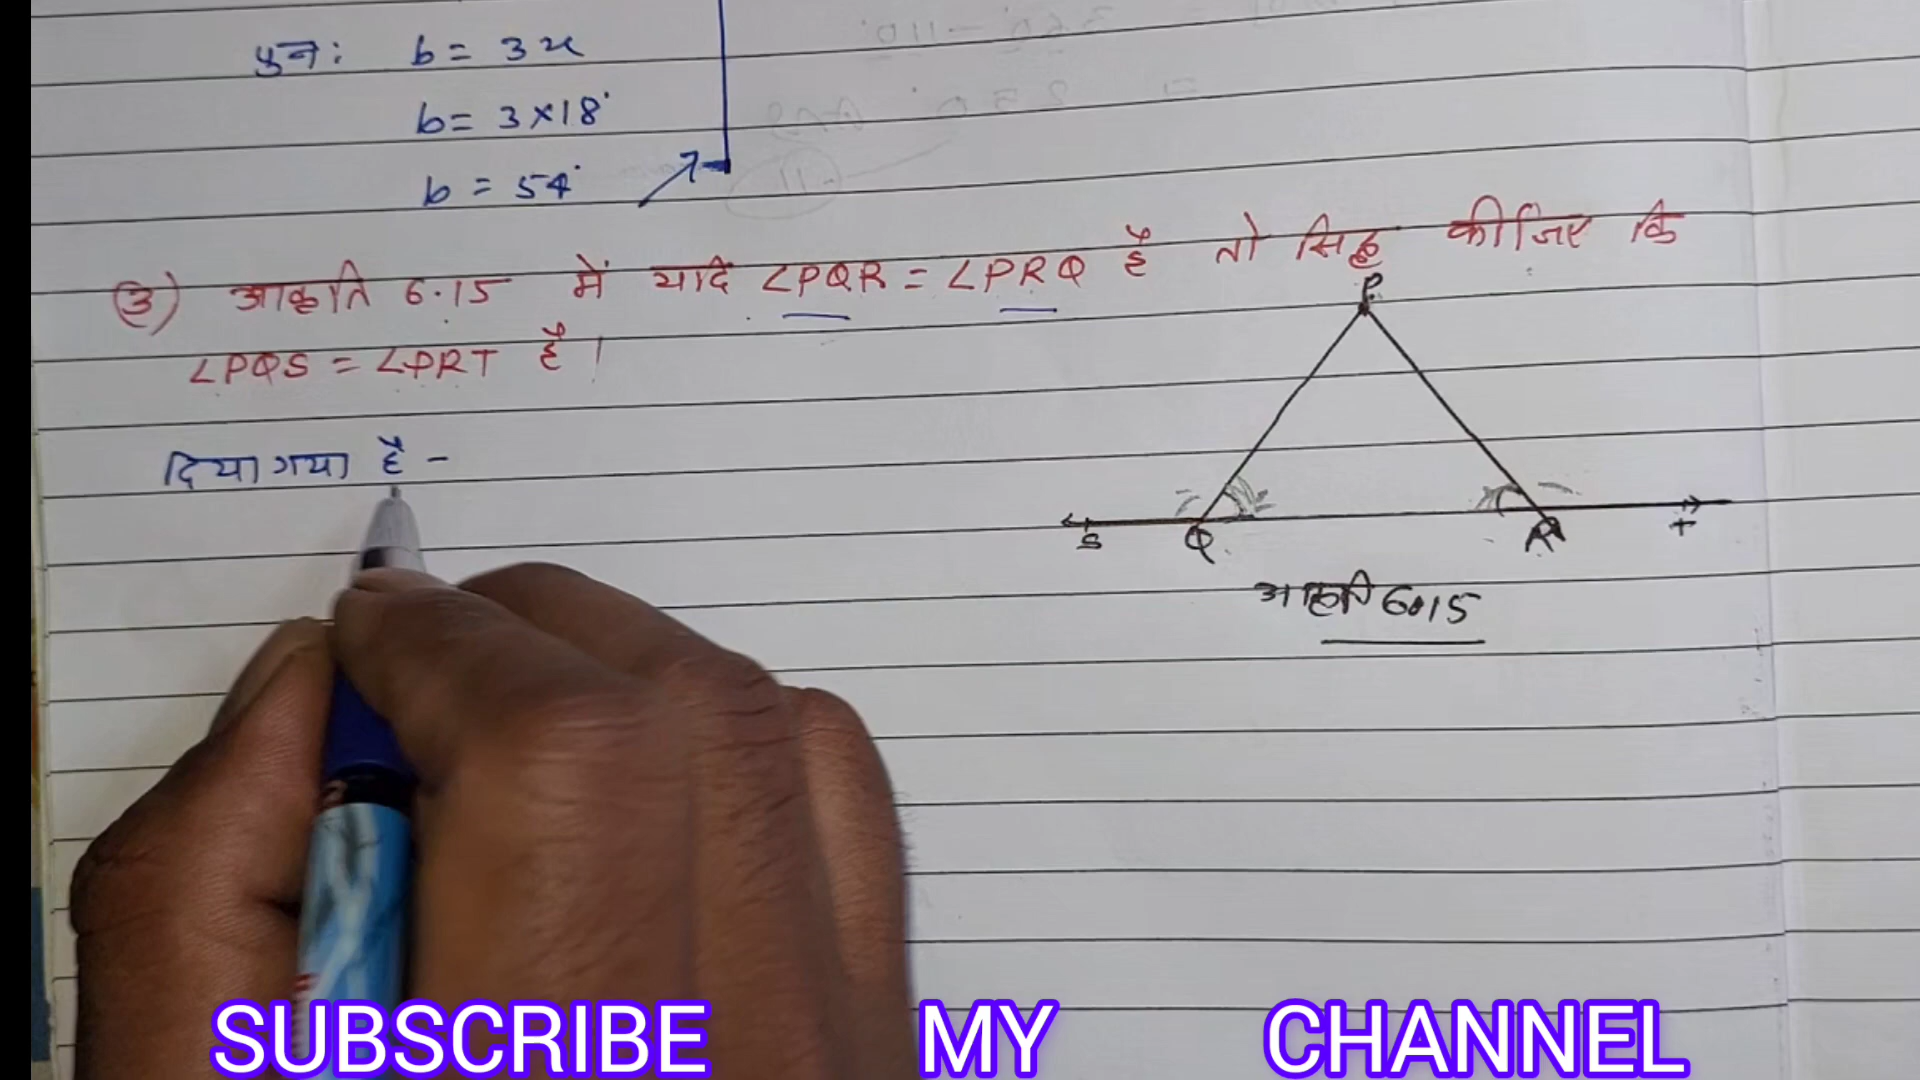 पुन: b = 3x
b = 3×18°
b = 54°
③) आकृति 6.15 में यदि ∠PQR = ∠PRQ है तो सिद्ध कीजिए कि
∠PQS = ∠PRT है।
दिया गया है -
P
S Q R T
आकृति 6.15
SUBSCRIBE MY CHANNEL